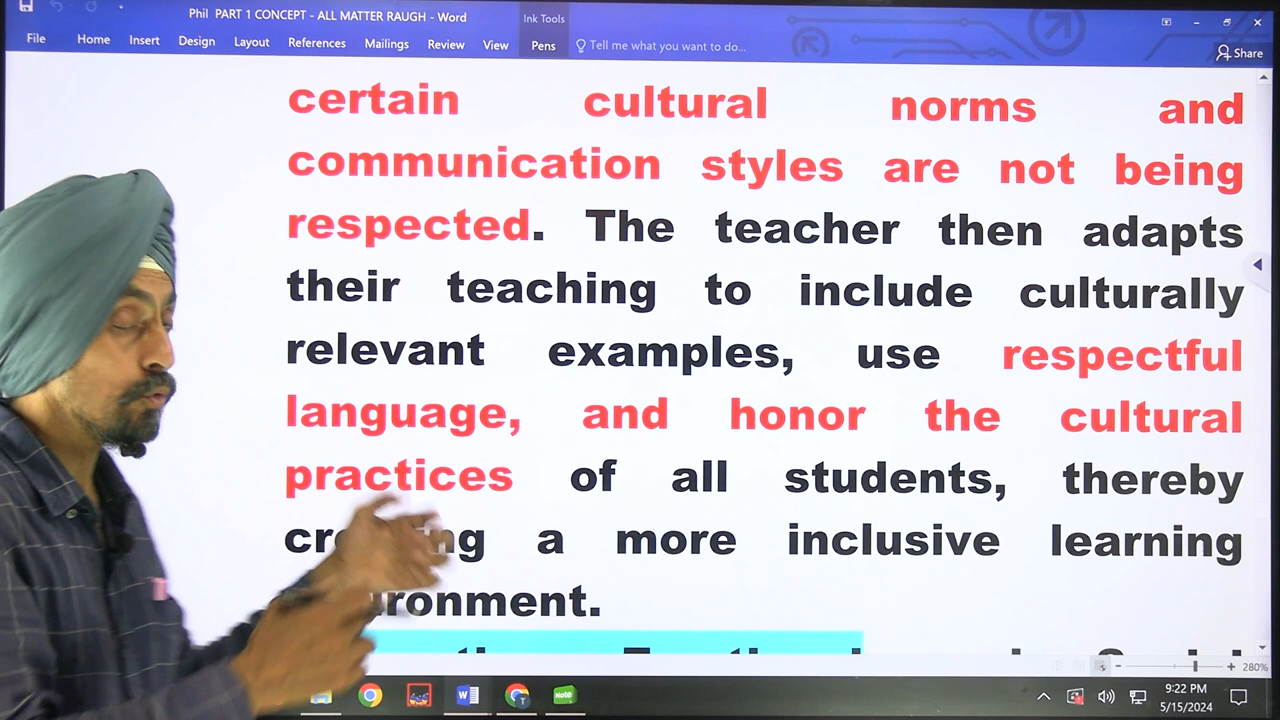 Phil PART 1 CONCEPT - ALL MATTER RAUGH - Word
Ink Tools
File Home Insert Design Layout References Mailings Review View Pens Tell me what you want to do... Share
certain cultural norms and
communication styles are not being
respected. The teacher then adapts
their teaching to include culturally
relevant examples, use respectful
language, and honor the cultural
practices of all students, thereby
a more inclusive learning
280%
Note
9:22 PM
5/15/2024